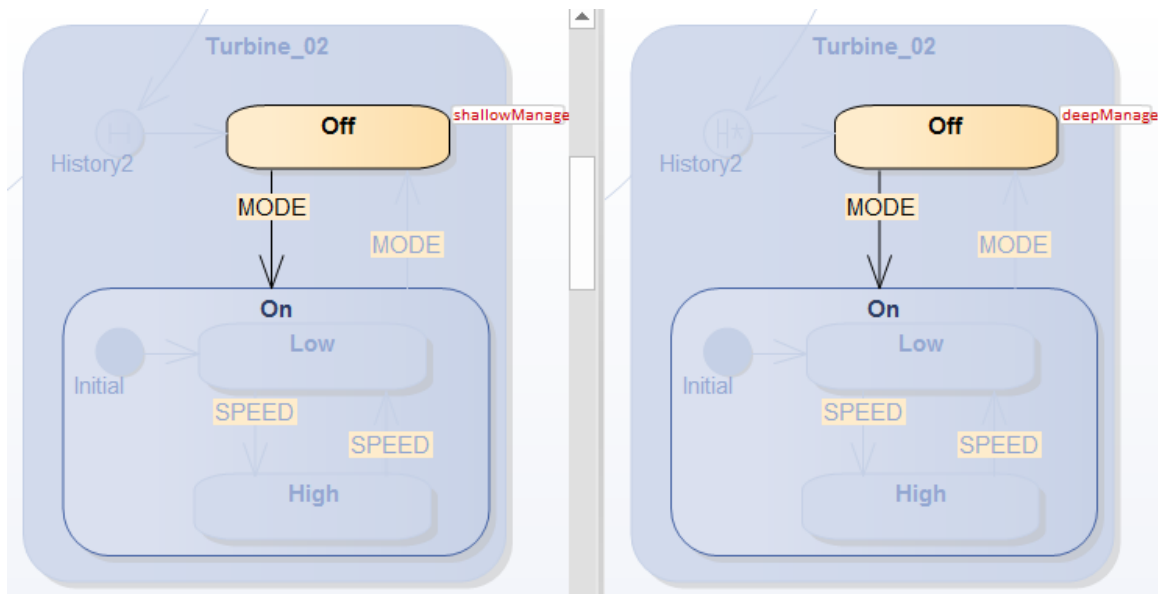 Turbine_02
Off
shallowManage
H
History2
MODE
MODE
On
Low
Initial
SPEED
SPEED
High
Turbine_02
Off
deepManage
H*
History2
MODE
MODE
On
Low
Initial
SPEED
SPEED
High